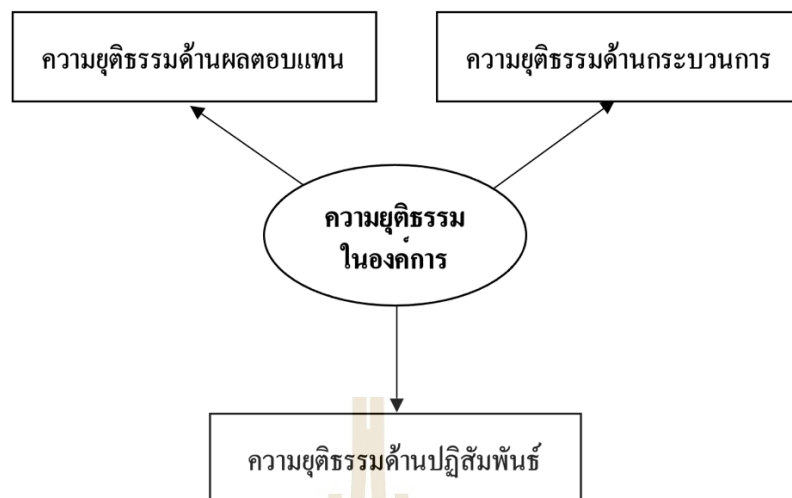 ความยุติธรรมด้านผลตอบแทน
ความยุติธรรมด้านกระบวนการ
ความยุติธรรม
ในองค์การ
ความยุติธรรมด้านปฏิสัมพันธ์